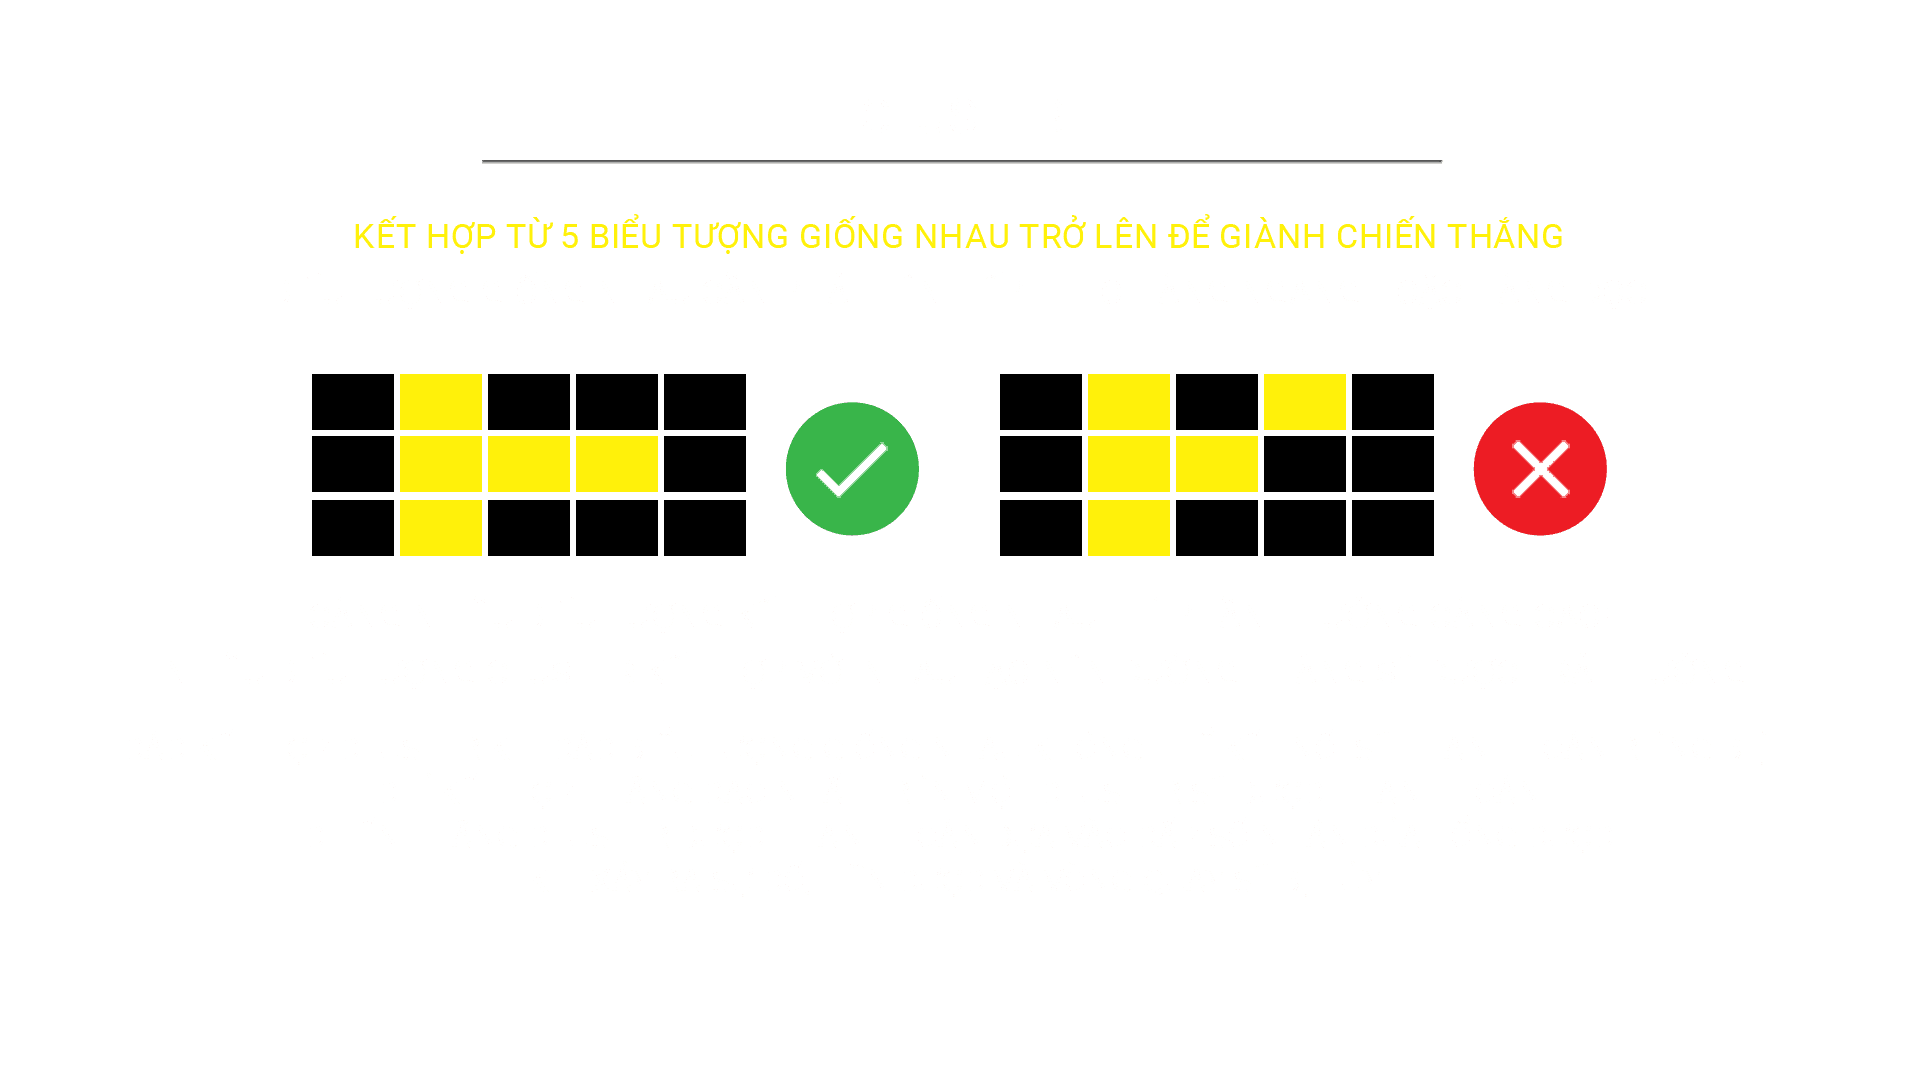 KẾT HỢP TỪ 5 BIỂU TƯỢNG GIỐNG NHAU TRỞ LÊN ĐỂ GIÀNH CHIẾN THẮNG